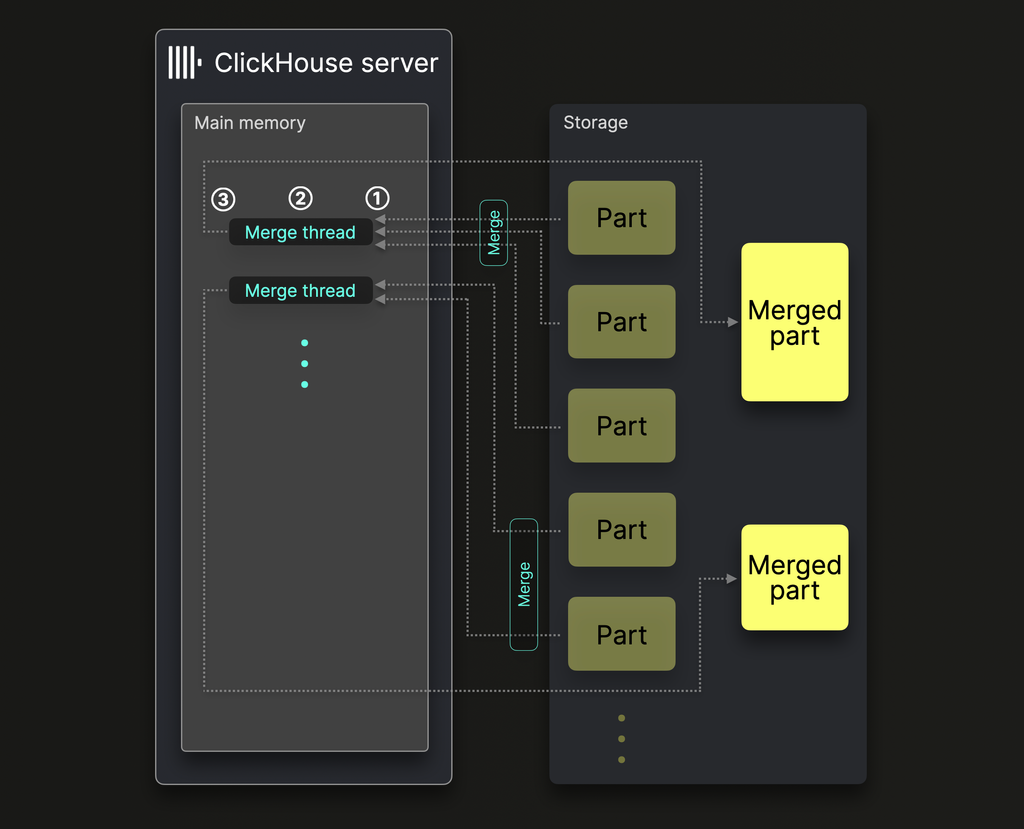 ClickHouse server
Main memory
③ ② ①
Merge thread
Merge thread
Merge
Merge
Storage
Part
Part
Part
Part
Part
Merged
part
Merged
part